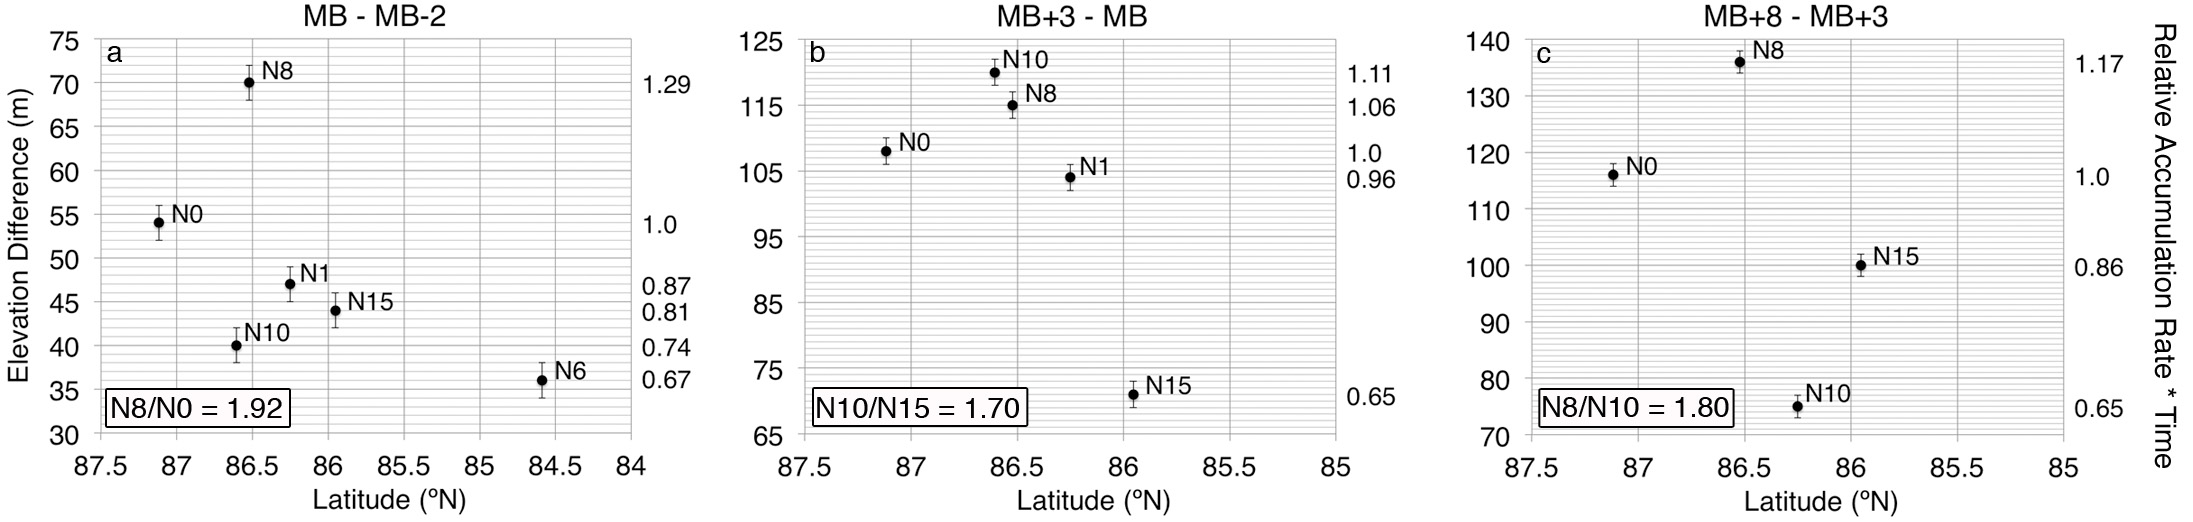 MB - MB-2
a
Elevation Difference (m)
75
70
65
60
55
50
45
40
35
30
N8
N0
N1
N15
N10
N6
1.29
1.0
0.87
0.81
0.74
0.67
N8/N0 = 1.92
87.5 87 86.5 86 85.5 85 84.5 84
Latitude (ºN)
MB+3 - MB
b
125
115
105
95
85
75
65
N10
N8
N0
N1
N15
1.11
1.06
1.0
0.96
0.65
N10/N15 = 1.70
87.5 87 86.5 86 85.5 85
Latitude (ºN)
MB+8 - MB+3
c
140
130
120
110
100
90
80
70
N8
N0
N15
N10
1.17
1.0
0.86
0.65
N8/N10 = 1.80
87.5 87 86.5 86 85.5 85
Latitude (ºN)
Relative Accumulation Rate * Time